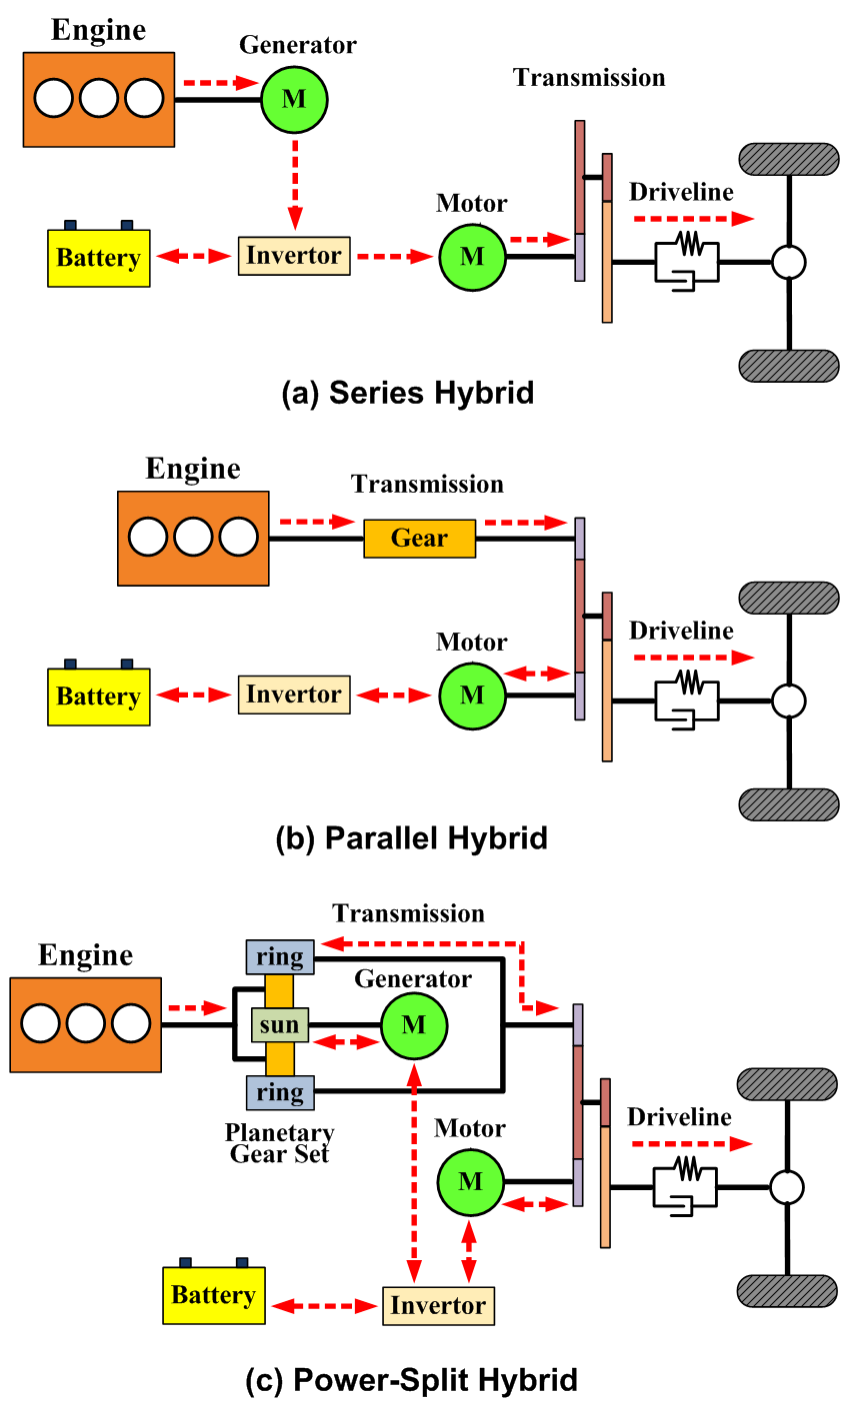 Engine
Generator
M
Transmission
Battery
Invertor
Motor
M
Driveline
(a) Series Hybrid
Engine
Transmission
Gear
Battery
Invertor
Motor
M
Driveline
(b) Parallel Hybrid
Transmission
Engine
ring
Generator
sun
M
ring
Planetary
Gear Set
Motor
M
Driveline
Battery
Invertor
(c) Power-Split Hybrid